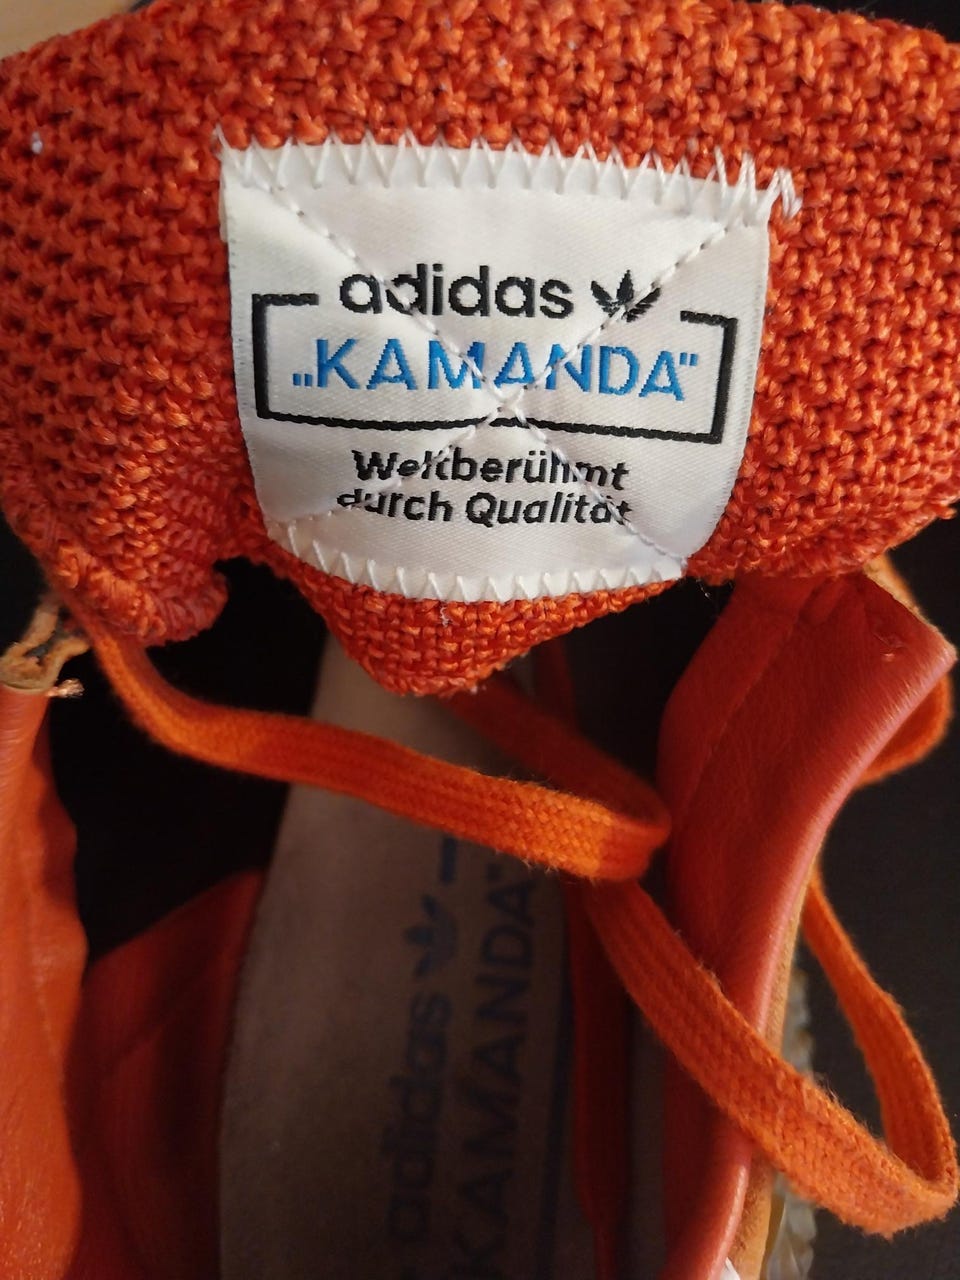 adidas
„KAMANDA"
Weltberühmt
durch Qualität
adidas
KAMANDA"